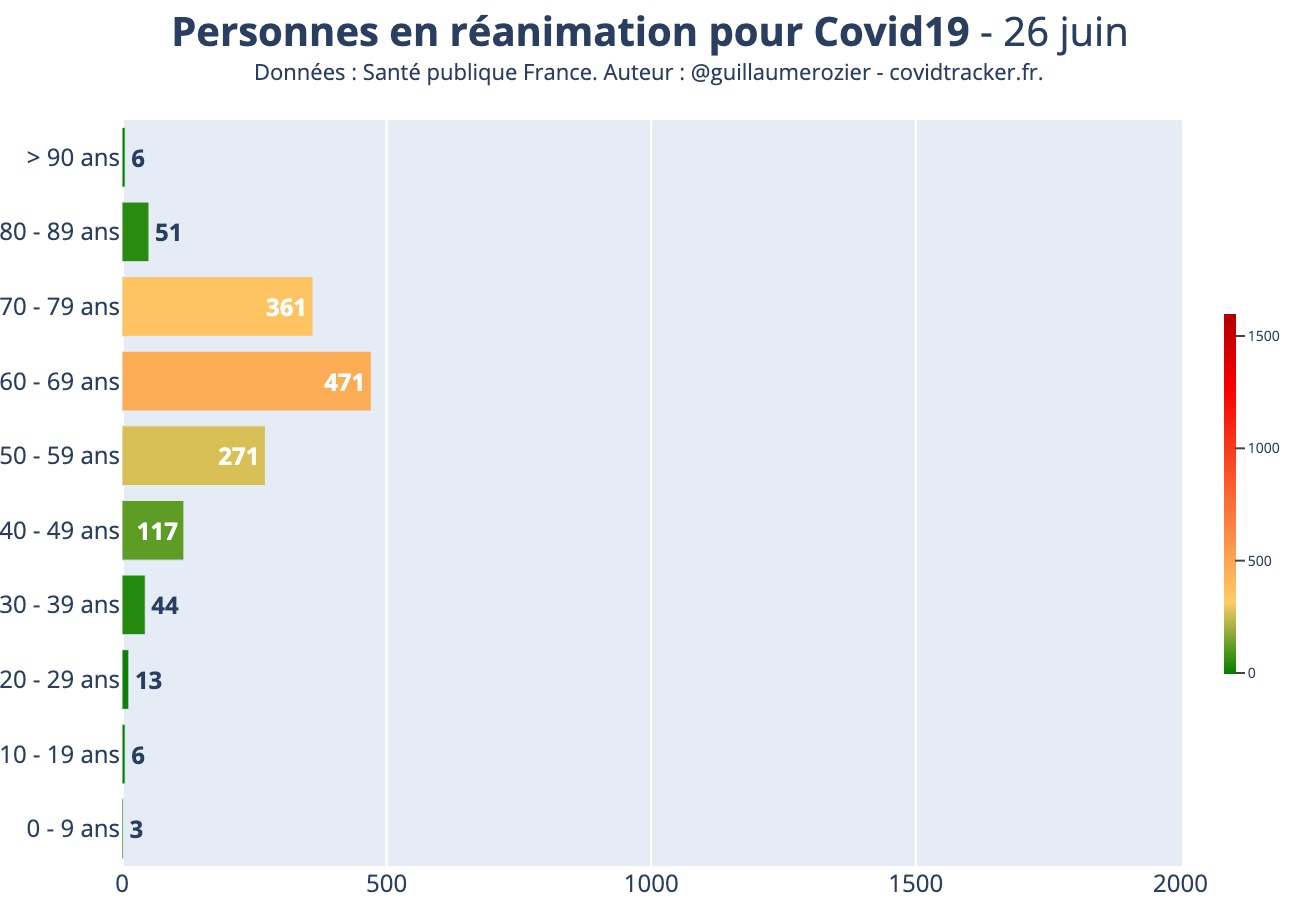 Personnes en réanimation pour Covid19 - 26 juin
Données : Santé publique France. Auteur : @guillaumerozier - covidtracker.fr.
> 90 ans 6
80 - 89 ans 51
70 - 79 ans 361
60 - 69 ans 471
50 - 59 ans 271
40 - 49 ans 117
30 - 39 ans 44
20 - 29 ans 13
10 - 19 ans 6
0 - 9 ans 3
0 500 1000 1500 2000
1500
1000
500
0